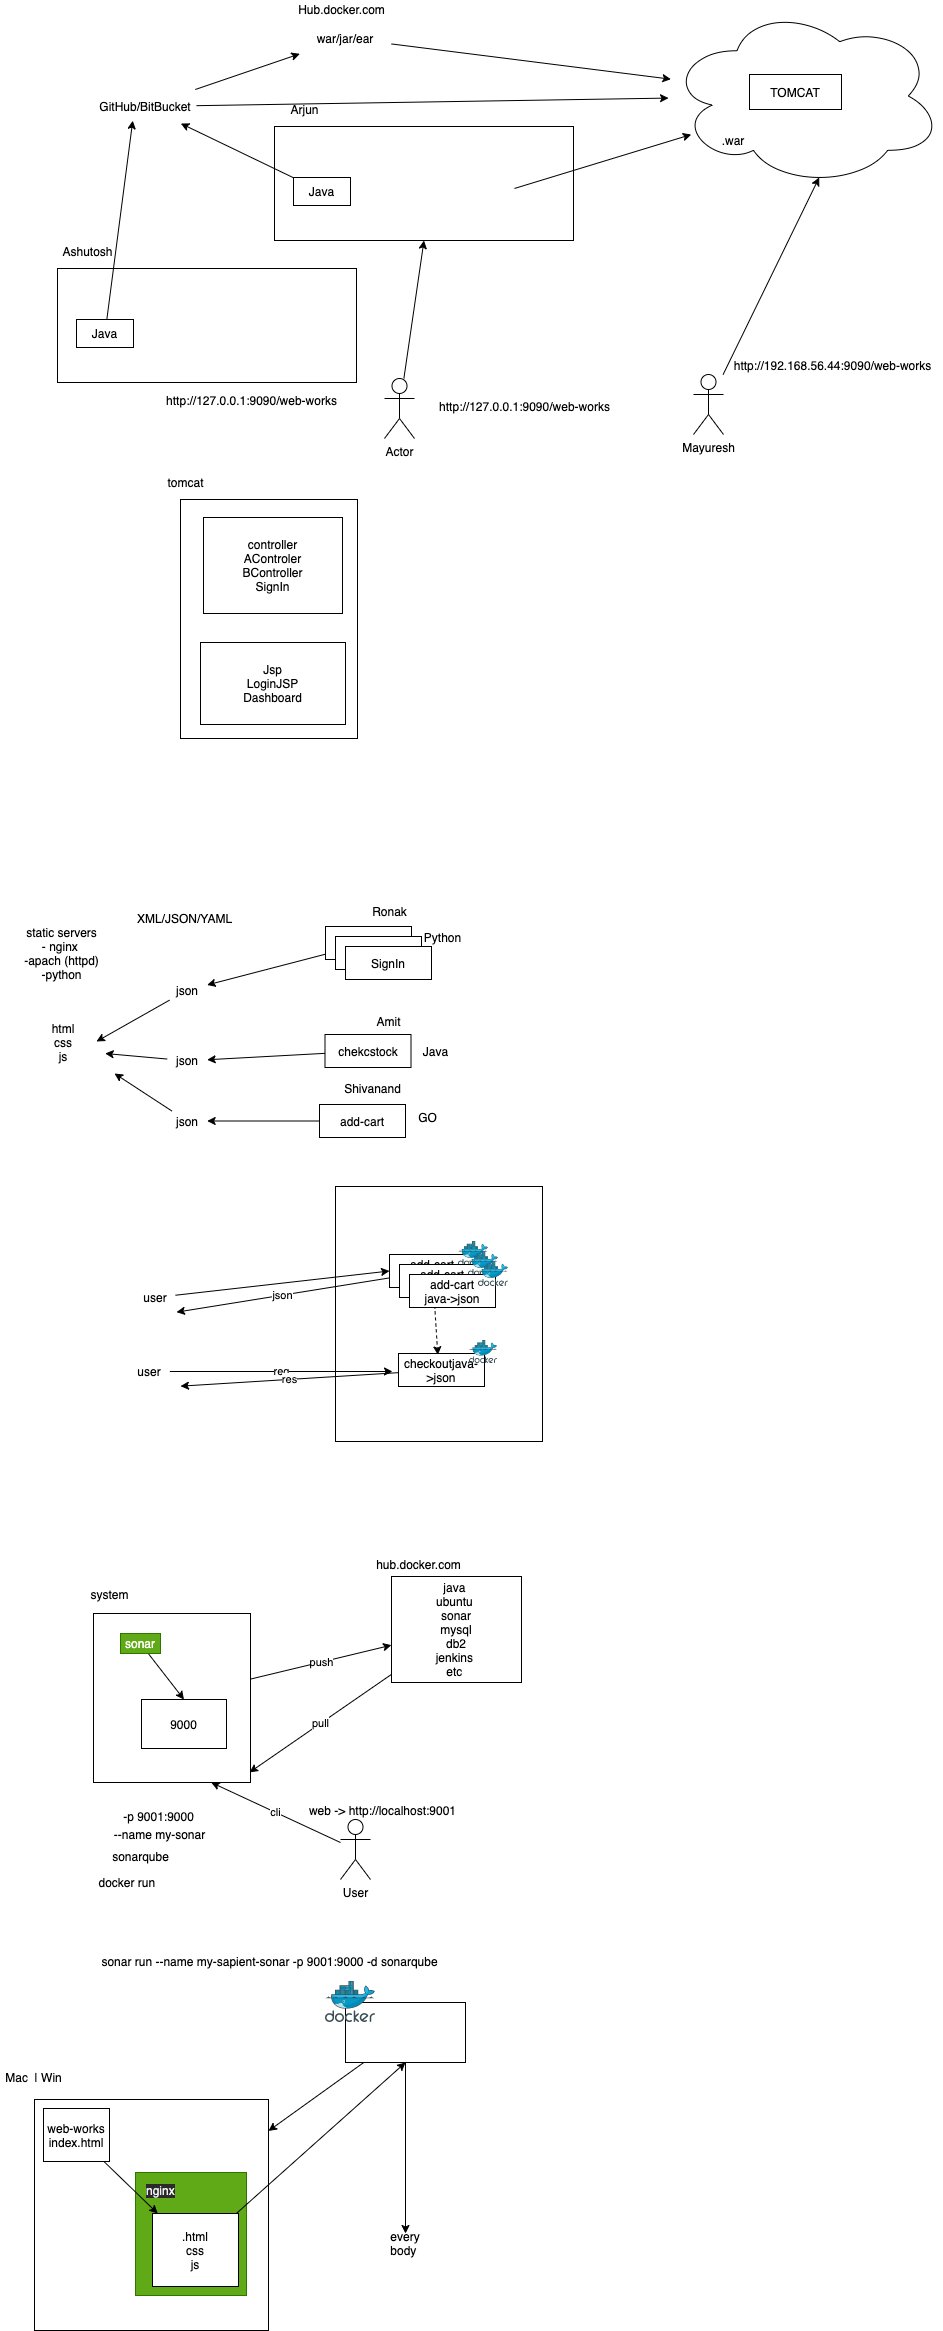 Hub.docker.com
war/jar/ear
TOMCAT
GitHub/BitBucket
Arjun
.war
Java
Ashutosh
Java
http://192.168.56.44:9090/web-works
http://127.0.0.1:9090/web-works
http://127.0.0.1:9090/web-works
Actor
Mayuresh
tomcat
controller
AControler
BController
SignIn
Jsp
LoginJSP
Dashboard
XML/JSON/YAML
Ronak
static servers
- nginx
-apach (httpd)
-python
Python
SignIn
json
html
css
js
Amit
chekcstock
Java
json
Shivanand
add-cart
GO
json
add-cart
add-cart
add-cart
java->json
docker
user
json
user
req
res
checkoutjava-
>json
docker
hub.docker.com
java
ubuntu
sonar
mysql
db2
jenkins
etc
system
sonar
9000
push
pull
cli
web -> http://localhost:9001
-p 9001:9000
--name my-sonar
sonarqube
docker run
User
sonar run --name my-sapient-sonar -p 9001:9000 -d sonarqube
docker
Mac | Win
web-works
index.html
nginx
.html
css
js
every
body